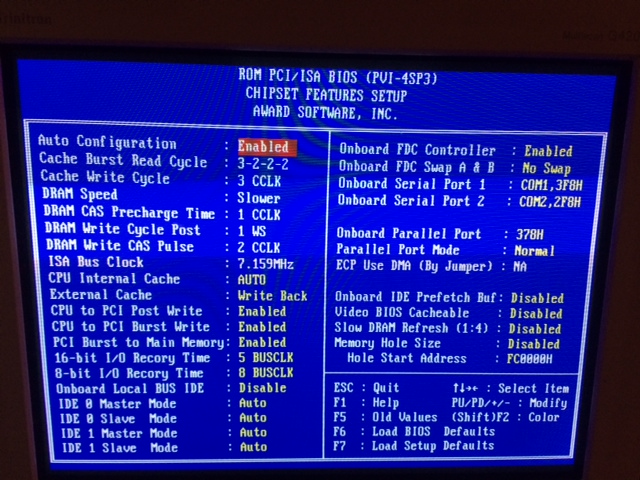 ROM PCI/ISA BIOS (PVI-4SP3)
CHIPSET FEATURES SETUP
AWARD SOFTWARE, INC.
Auto Configuration : Enabled
Cache Burst Read Cycle : 3-2-2-2
Cache Write Cycle : 3 CCLK
DRAM Speed : Slower
DRAM CAS Precharge Time : 1 CCLK
DRAM Write Cycle Post : 1 WS
DRAM Write CAS Pulse : 2 CCLK
ISA Bus Clock : 7.159MHz
CPU Internal Cache : AUTO
External Cache : Write Back
CPU to PCI Post Write : Enabled
CPU to PCI Burst Write : Enabled
PCI Burst to Main Memory: Enabled
16-bit I/O Recory Time : 5 BUSCLK
8-bit I/O Recory Time : 8 BUSCLK
Onboard Local BUS IDE : Disable
IDE 0 Master Mode : Auto
IDE 0 Slave Mode : Auto
IDE 1 Master Mode : Auto
IDE 1 Slave Mode : Auto
Onboard FDC Controller : Enabled
Onboard FDC Swap A & B : No Swap
Onboard Serial Port 1 : COM1,3F8H
Onboard Serial Port 2 : COM2,2F8H
Onboard Parallel Port : 378H
Parallel Port Mode : Normal
ECP Use DMA (By Jumper) : NA
Onboard IDE Prefetch Buf: Disabled
Video BIOS Cacheable : Disabled
Slow DRAM Refresh (1:4) : Disabled
Memory Hole Size : Disabled
Hole Start Address : FC0000H
ESC : Quit ↑↓→← : Select Item
F1 : Help PU/PD/+/- : Modify
F5 : Old Values (Shift)F2 : Color
F6 : Load BIOS Defaults
F7 : Load Setup Defaults